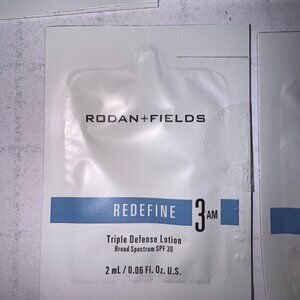 RODAN+FIELDS
REDEFINE 3 AM
Triple Defense Lotion
Broad Spectrum SPF 30
2 mL / 0.06 Fl. Oz. U.S.